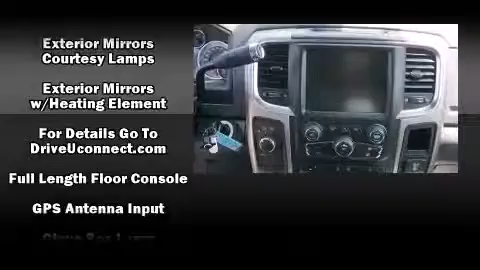 Exterior Mirrors
Courtesy Lamps
Exterior Mirrors
w/Heating Element
For Details Go To
DriveUconnect.com
Full Length Floor Console
GPS Antenna Input